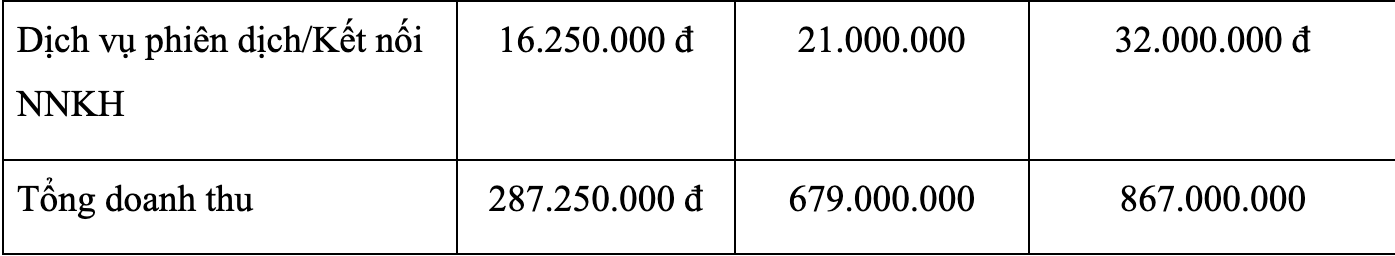 Dịch vụ phiên dịch/Kết nối NNKH 16.250.000 đ 21.000.000 32.000.000 đ
Tổng doanh thu 287.250.000 đ 679.000.000 867.000.000